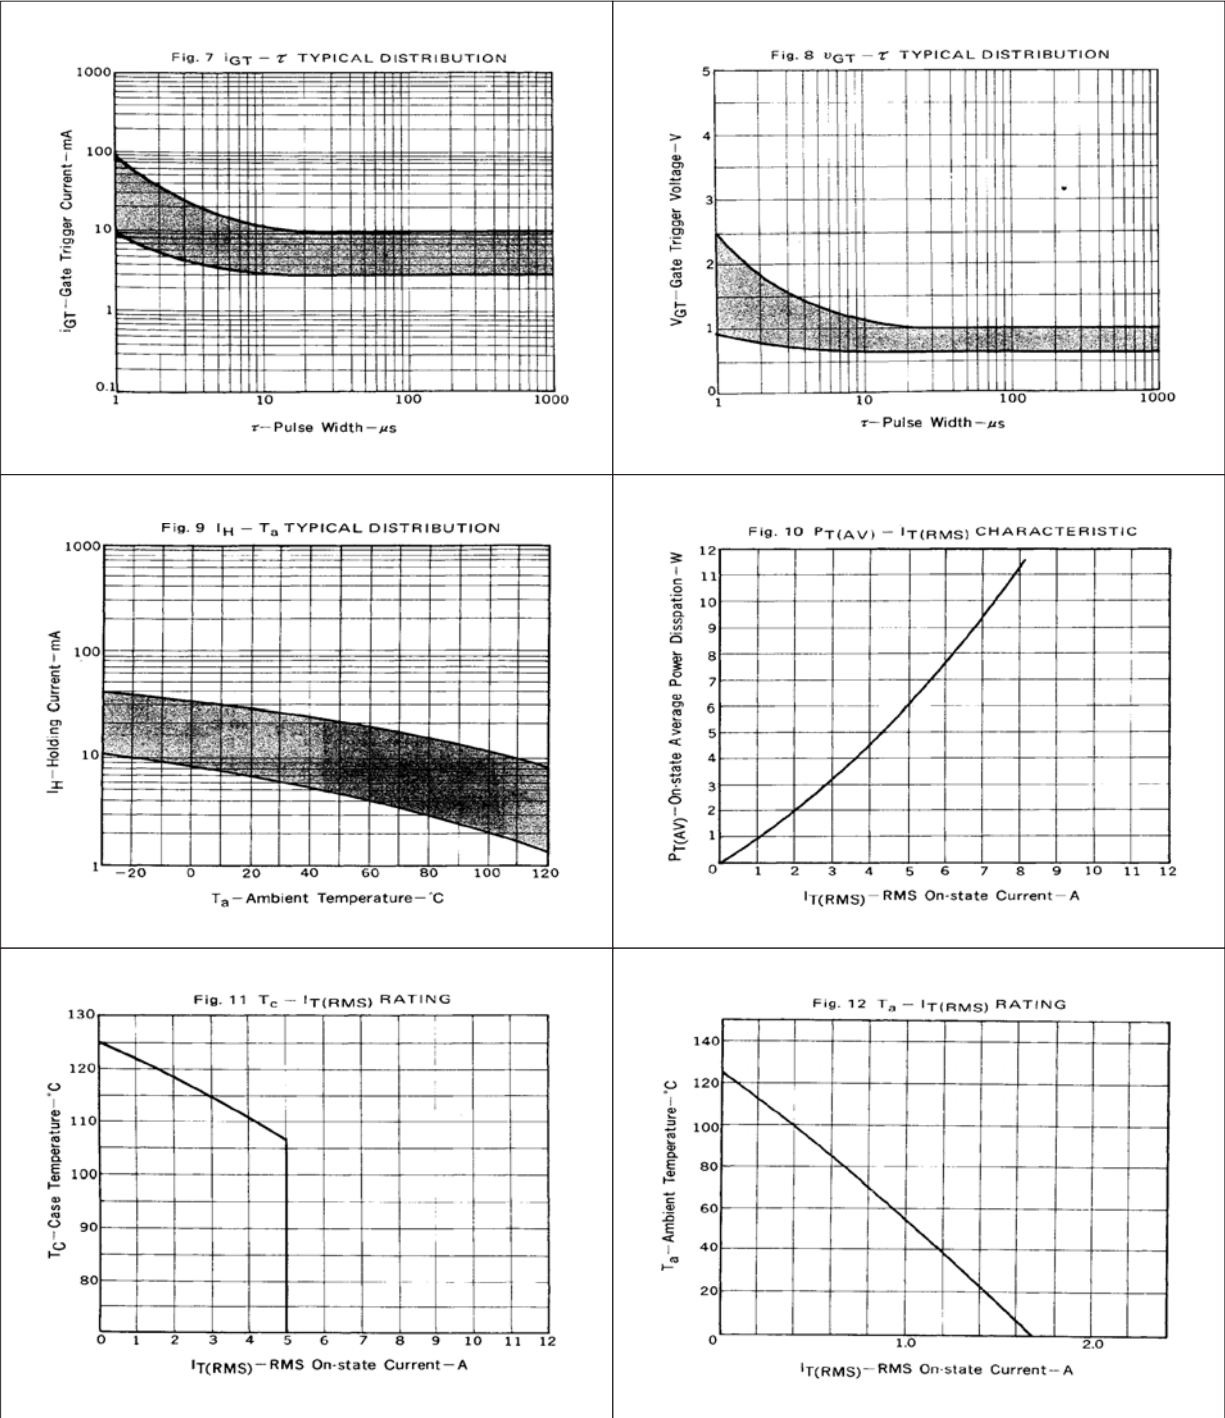 Fig. 7 iGT − τ TYPICAL DISTRIBUTION
1000
100
10
1
0.1
iGT−Gate Trigger Current−mA
1 10 100 1000
τ−Pulse Width−μs
Fig. 8 vGT − τ TYPICAL DISTRIBUTION
5
4
3
2
1
0
VGT−Gate Trigger Voltage−V
1 10 100 1000
τ−Pulse Width−μs
Fig. 9 IH − Ta TYPICAL DISTRIBUTION
1000
100
10
1
IH−Holding Current−mA
−20 0 20 40 60 80 100 120
Ta−Ambient Temperature−°C
Fig. 10 PT(AV) − IT(RMS) CHARACTERISTIC
12
11
10
9
8
7
6
5
4
3
2
1
0
PT(AV)−On-state Average Power Disspation−W
1 2 3 4 5 6 7 8 9 10 11 12
IT(RMS)−RMS On-state Current−A
Fig. 11 Tc − IT(RMS) RATING
130
120
110
100
90
80
TC−Case Temperature−°C
0 1 2 3 4 5 6 7 8 9 10 11 12
IT(RMS)−RMS On-state Current−A
Fig. 12 Ta − IT(RMS) RATING
140
120
100
80
60
40
20
0
Ta−Ambient Temperature−°C
1.0 2.0
IT(RMS)−RMS On-state Current−A